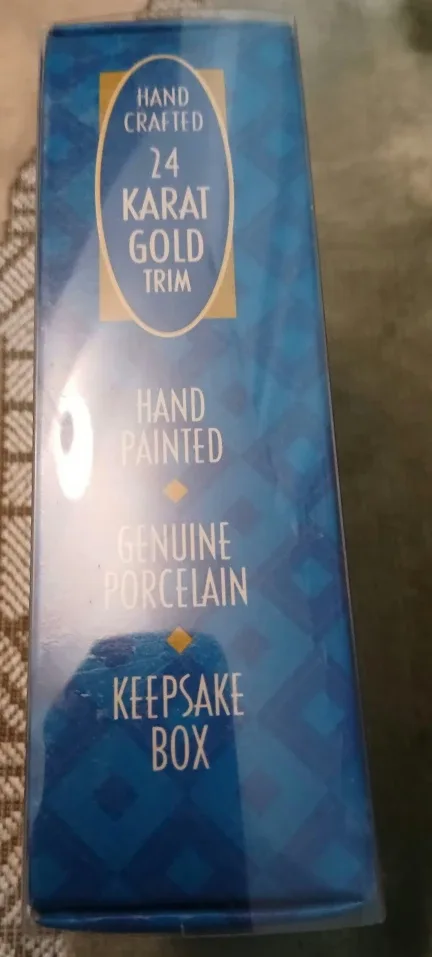 HAND
CRAFTED
24
KARAT
GOLD
TRIM
HAND
PAINTED
GENUINE
PORCELAIN
KEEPSAKE
BOX